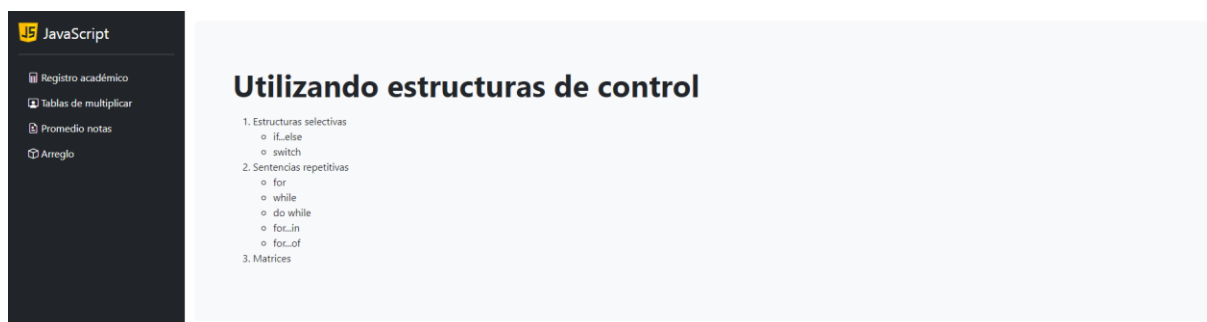 JS JavaScript
Registro académico
Tablas de multiplicar
Promedio notas
Arreglo
Utilizando estructuras de control
1. Estructuras selectivas
if...else
switch
2. Sentencias repetitivas
for
while
do while
for...in
for...of
3. Matrices